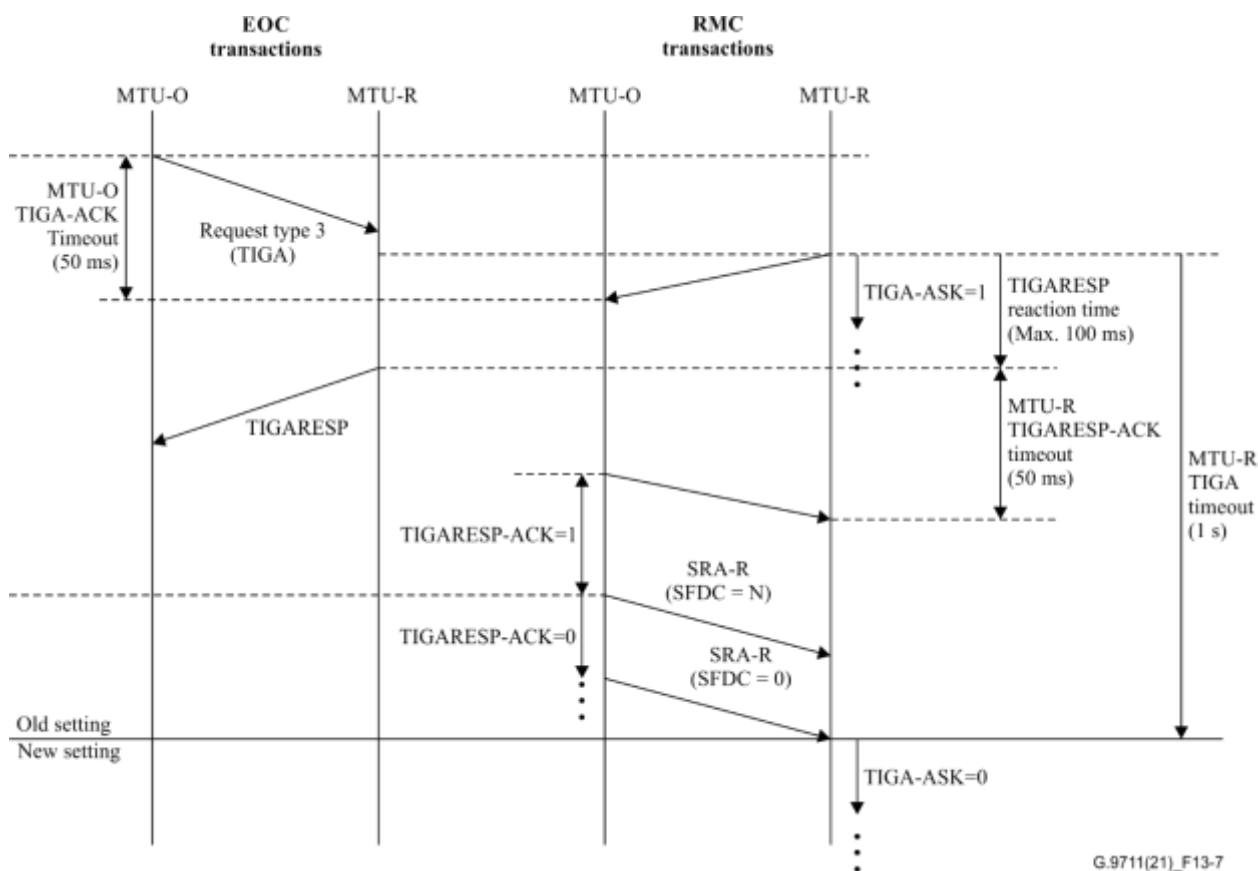 EOC
transactions
RMC
transactions
MTU-O
MTU-R
MTU-O
MTU-R
MTU-O
TIGA-ACK
Timeout
(50 ms)
Request type 3
(TIGA)
TIGA-ASK=1
TIGARESP
reaction time
(Max. 100 ms)
TIGARESP
MTU-R
TIGARESP-ACK
timeout
(50 ms)
MTU-R
TIGA
timeout
(1 s)
TIGARESP-ACK=1
SRA-R
(SFDC = N)
TIGARESP-ACK=0
SRA-R
(SFDC = 0)
Old setting
New setting
TIGA-ASK=0
G.9711(21)_F13-7